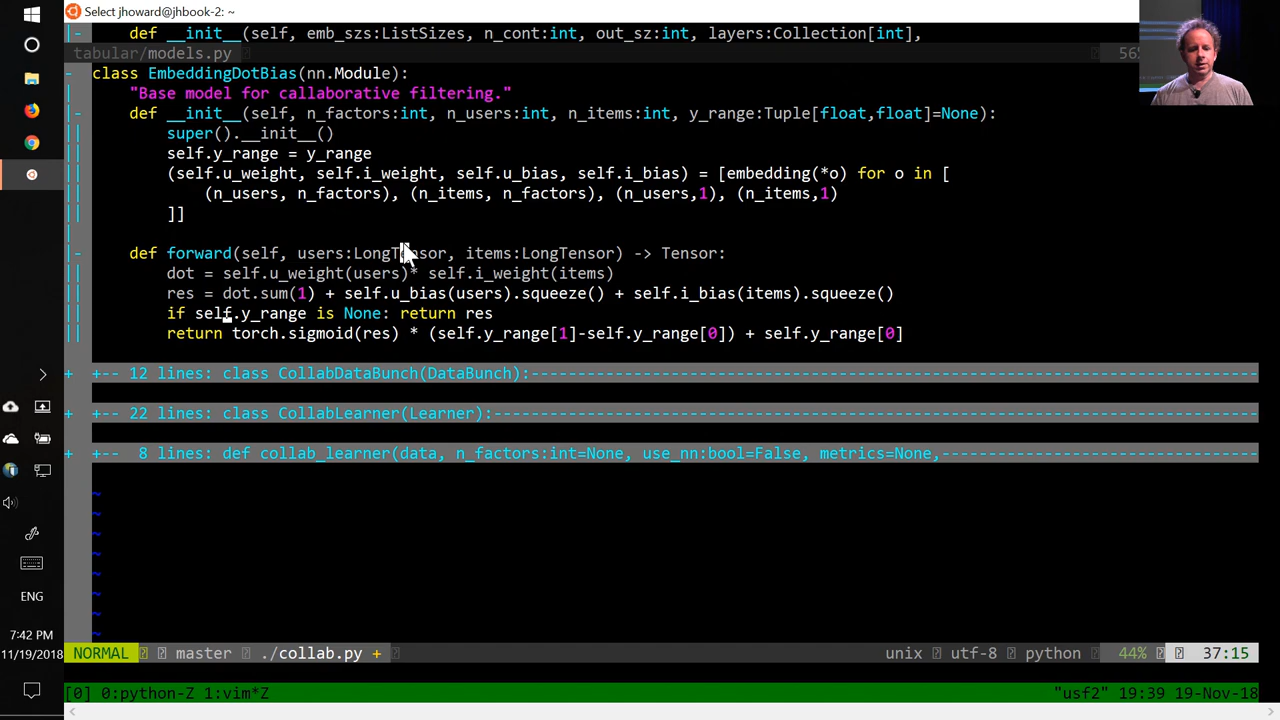 Select jhoward@jhbook-2: ~
|-     def __init__(self, emb_szs:ListSizes, n_cont:int, out_sz:int, layers:Collection[int],
tabular/models.py 56%
-  class EmbeddingDotBias(nn.Module):
|      "Base model for callaborative filtering."
|-     def __init__(self, n_factors:int, n_users:int, n_items:int, y_range:Tuple[float,float]=None):
||         super().__init__()
||         self.y_range = y_range
||         (self.u_weight, self.i_weight, self.u_bias, self.i_bias) = [embedding(*o) for o in [
||             (n_users, n_factors), (n_items, n_factors), (n_users,1), (n_items,1)
||         ]]
|
|-     def forward(self, users:LongTensor, items:LongTensor) -> Tensor:
||         dot = self.u_weight(users)* self.i_weight(items)
||         res = dot.sum(1) + self.u_bias(users).squeeze() + self.i_bias(items).squeeze()
||         if self.y_range is None: return res
||         return torch.sigmoid(res) * (self.y_range[1]-self.y_range[0]) + self.y_range[0]
+  +-- 12 lines: class CollabDataBunch(DataBunch):
+  +-- 22 lines: class CollabLearner(Learner):
+  +--  8 lines: def collab_learner(data, n_factors:int=None, use_nn:bool=False, metrics=None,
~
~
~
~
~
~
~
~
ENG
7:42 PM
11/19/2018
NORMAL master ./collab.py + unix utf-8 python 44% 37:15
[0] 0:python-Z 1:vim*Z "usf2" 19:39 19-Nov-18